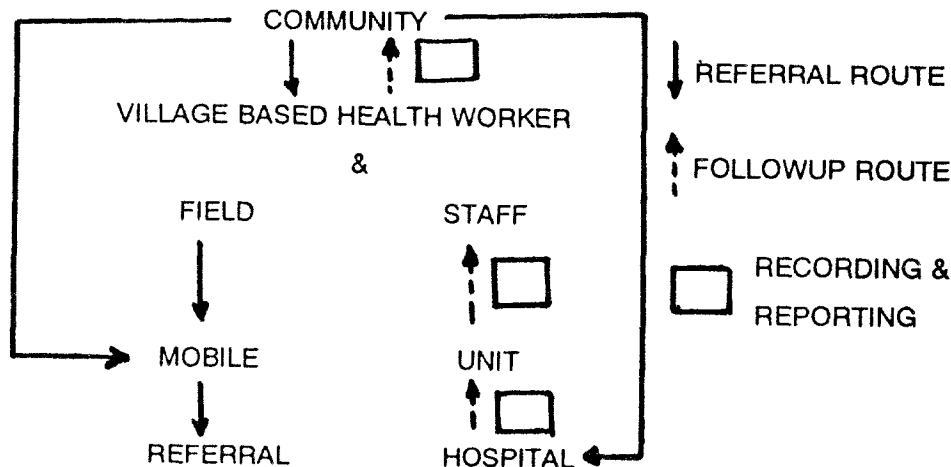 COMMUNITY
VILLAGE BASED HEALTH WORKER
&
FIELD STAFF
MOBILE UNIT
REFERRAL HOSPITAL
REFERRAL ROUTE
FOLLOWUP ROUTE
RECORDING &
REPORTING